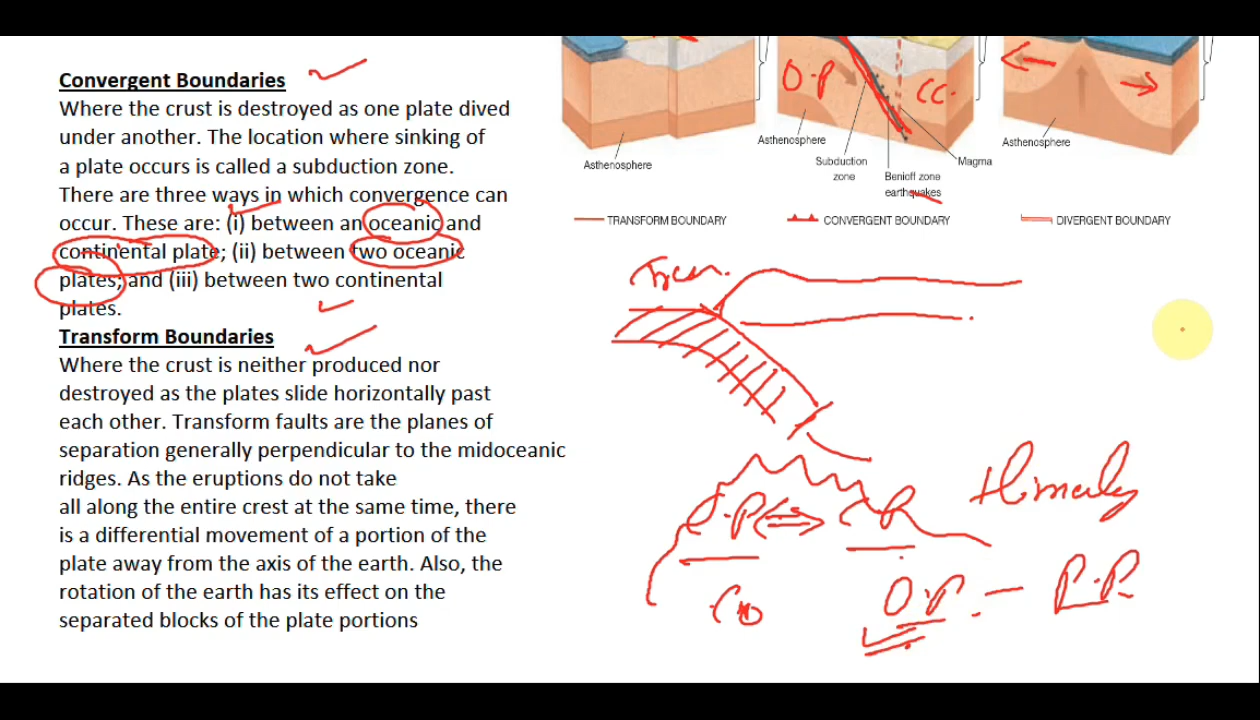 Convergent Boundaries
Where the crust is destroyed as one plate dived
under another. The location where sinking of
a plate occurs is called a subduction zone.
There are three ways in which convergence can
occur. These are: (i) between an oceanic and
continental plate; (ii) between two oceanic
plates; and (iii) between two continental
plates.
Transform Boundaries
Where the crust is neither produced nor
destroyed as the plates slide horizontally past
each other. Transform faults are the planes of
separation generally perpendicular to the midoceanic
ridges. As the eruptions do not take
all along the entire crest at the same time, there
is a differential movement of a portion of the
plate away from the axis of the earth. Also, the
rotation of the earth has its effect on the
separated blocks of the plate portions
O.P
CC.
Asthenosphere
Asthenosphere
Subduction
zone
Benioff zone
earthquakes
Magma
Asthenosphere
TRANSFORM BOUNDARY
CONVERGENT BOUNDARY
DIVERGENT BOUNDARY
O.P - P.P